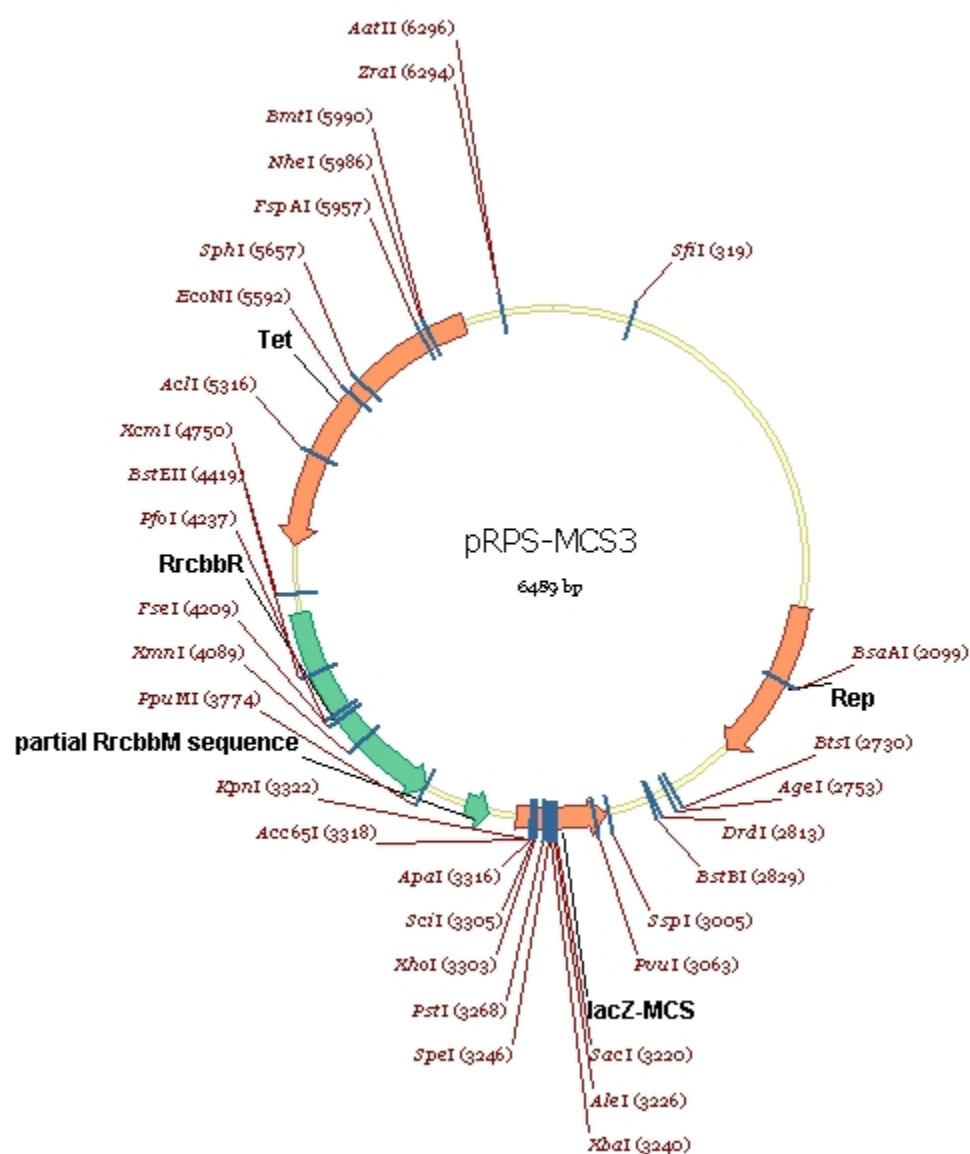 AatII (6296)
ZraI (6294)
BmtI (5990)
NheI (5986)
FspAI (5957)
SphI (5657)
SfiI (319)
EcoNI (5592)
Tet
AclI (5316)
XcmI (4750)
BstEII (4419)
PfoI (4237)
pRPS-MCS3
RrcbbR
6489 bp
FseI (4209)
XmnI (4089)
BsaAI (2099)
PpuMI (3774)
Rep
partial RrcbbM sequence
BtsI (2730)
KpnI (3322)
AgeI (2753)
Acc65I (3318)
DrdI (2813)
ApaI (3316)
BstBI (2829)
SciI (3305)
SspI (3005)
XhoI (3303)
PvuI (3063)
PstI (3268)
lacZ-MCS
SpeI (3246)
SacI (3220)
AleI (3226)
XbaI (3240)